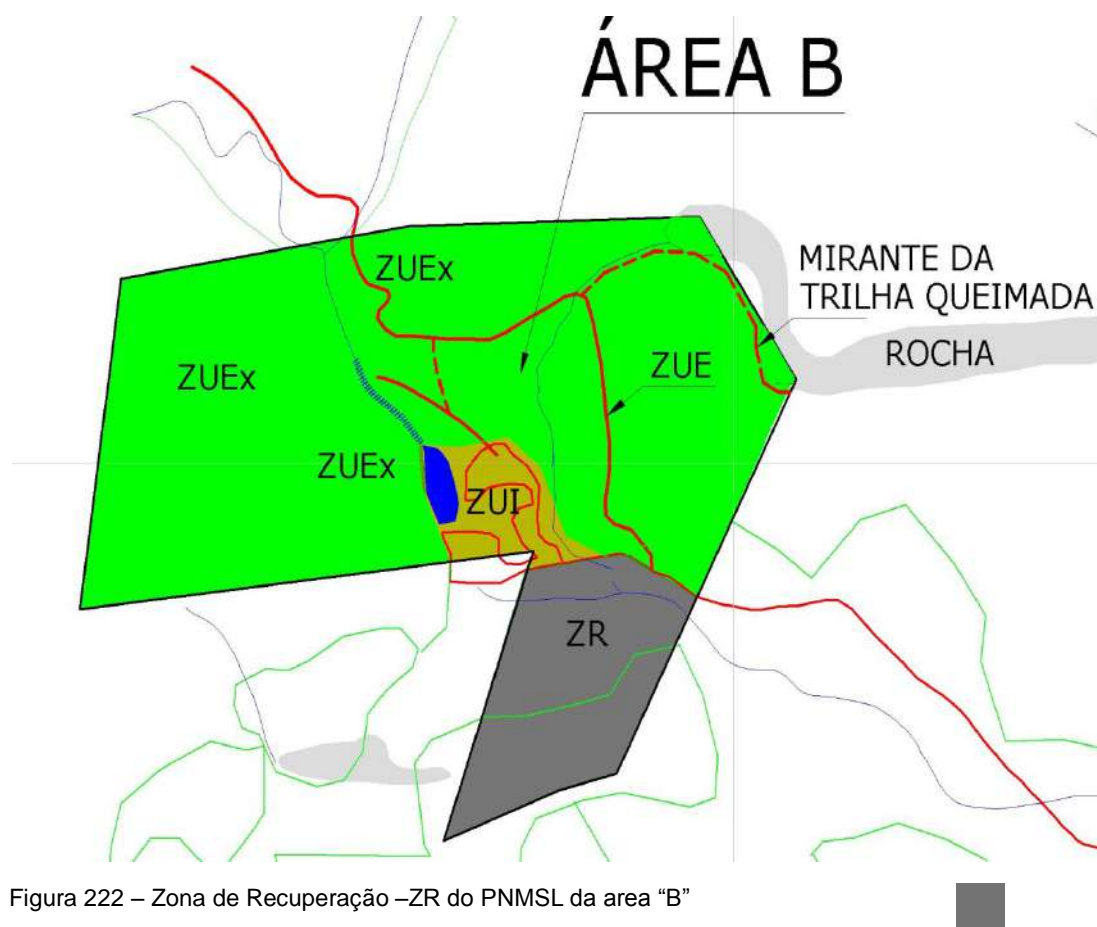 ÁREA B
ZUEx
MIRANTE DA
TRILHA QUEIMADA
ROCHA
ZUEx
ZUE
ZUEx
ZUI
ZR
Figura 222 – Zona de Recuperação –ZR do PNMSL da area “B”